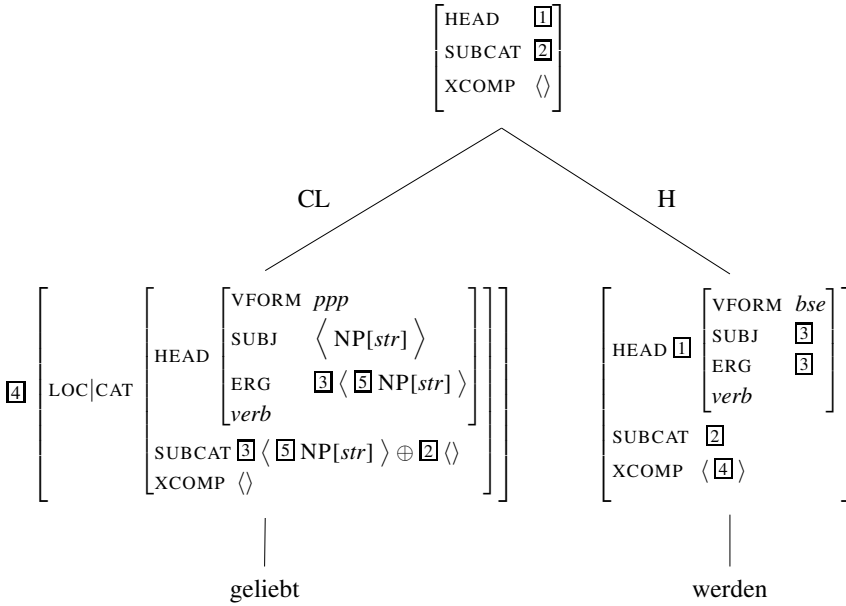 HEAD 1
SUBCAT 2
XCOMP ⟨⟩
CL H
4 LOC|CAT HEAD VFORM ppp
SUBJ ⟨ NP[str] ⟩
ERG 3 ⟨ 5 NP[str] ⟩
verb
SUBCAT 3 ⟨ 5 NP[str] ⟩ ⊕ 2 ⟨⟩
XCOMP ⟨⟩
HEAD 1 VFORM bse
SUBJ 3
ERG 3
verb
SUBCAT 2
XCOMP ⟨ 4 ⟩
geliebt werden